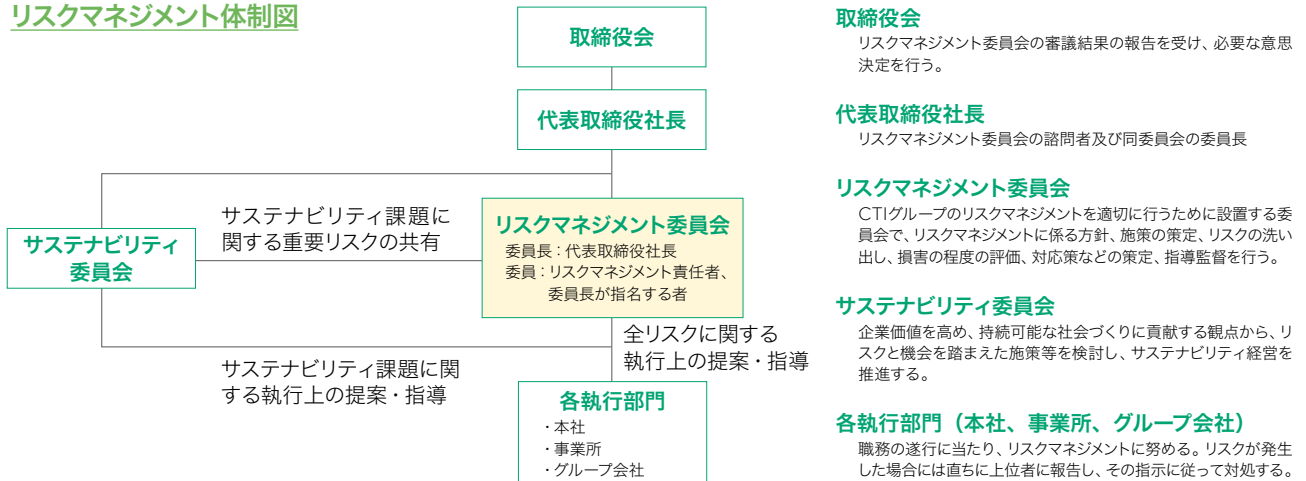 リスクマネジメント体制図
取締役会
代表取締役社長
サステナビリティ課題に
関する重要リスクの共有
サステナビリティ
委員会
リスクマネジメント委員会
委員長：代表取締役社長
委員：リスクマネジメント責任者、
委員長が指名する者
全リスクに関する
執行上の提案・指導
サステナビリティ課題に関
する執行上の提案・指導
各執行部門
・本社
・事業所
・グループ会社
取締役会
リスクマネジメント委員会の審議結果の報告を受け、必要な意思
決定を行う。
代表取締役社長
リスクマネジメント委員会の諮問者及び同委員会の委員長
リスクマネジメント委員会
CTIグループのリスクマネジメントを適切に行うために設置する委
員会で、リスクマネジメントに係る方針、施策の策定、リスクの洗い
出し、損害の程度の評価、対応策などの策定、指導監督を行う。
サステナビリティ委員会
企業価値を高め、持続可能な社会づくりに貢献する観点から、リ
スクと機会を踏まえた施策等を検討し、サステナビリティ経営を
推進する。
各執行部門（本社、事業所、グループ会社）
職務の遂行に当たり、リスクマネジメントに努める。リスクが発生
した場合には直ちに上位者に報告し、その指示に従って対処する。